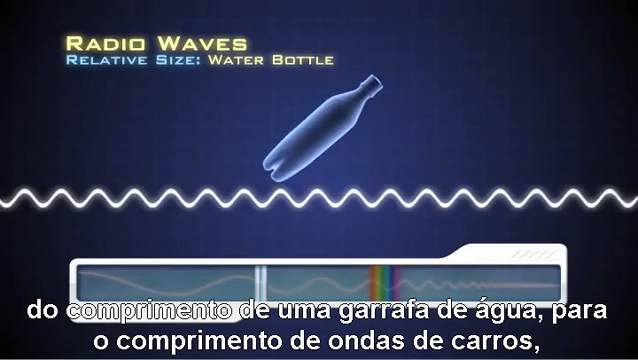 RADIO WAVES
RELATIVE SIZE: WATER BOTTLE
do comprimento de uma garrafa de água, para
o comprimento de ondas de carros,